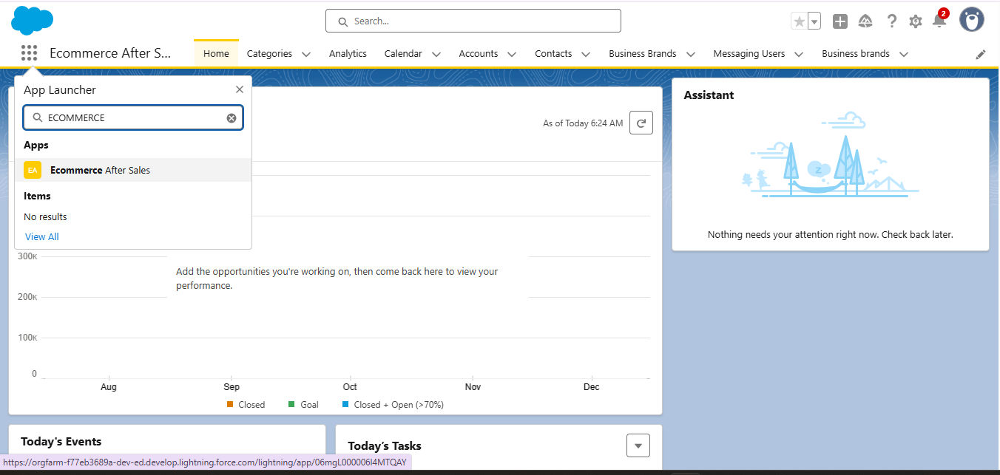 Search...
2
Ecommerce After S...
Home
Categories
Analytics
Calendar
Accounts
Contacts
Business Brands
Messaging Users
Business brands
App Launcher
ECOMMERCE
Apps
EA
Ecommerce After Sales
Items
No results
View All
As of Today 6:24 AM
300K
Add the opportunities you're working on, then come back here to view your
performance.
200K
100K
0
Aug
Sep
Oct
Nov
Dec
Closed
Goal
Closed + Open (>70%)
Assistant
Z
Nothing needs your attention right now. Check back later.
Today's Events
Today’s Tasks
https://orgfarm-f77eb3689a-dev-ed.develop.lightning.force.com/lightning/app/06mgL000006I4MTQAY